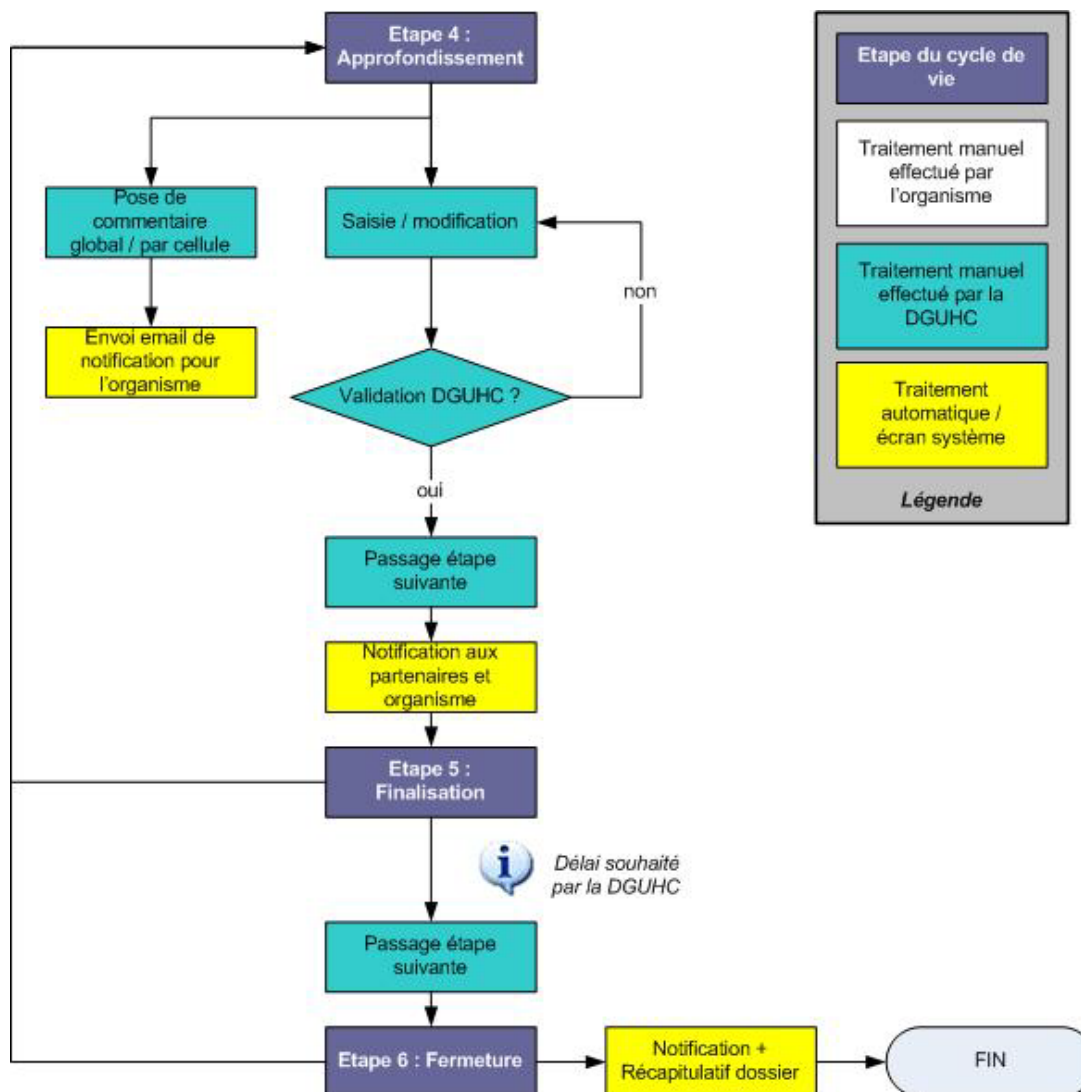 Etape 4 :
Approfondissement
Pose de
commentaire
global / par cellule
Saisie / modification
non
Envoi email de
notification pour
l'organisme
Validation DGUHC ?
oui
Passage étape
suivante
Notification aux
partenaires et
organisme
Etape 5 :
Finalisation
i
Délai souhaité
par la DGUHC
Passage étape
suivante
Etape 6 : Fermeture
Notification +
Récapitulatif dossier
FIN
Etape du cycle de
vie
Traitement manuel
effectué par
l'organisme
Traitement manuel
effectué par la
DGUHC
Traitement
automatique /
écran système
Légende